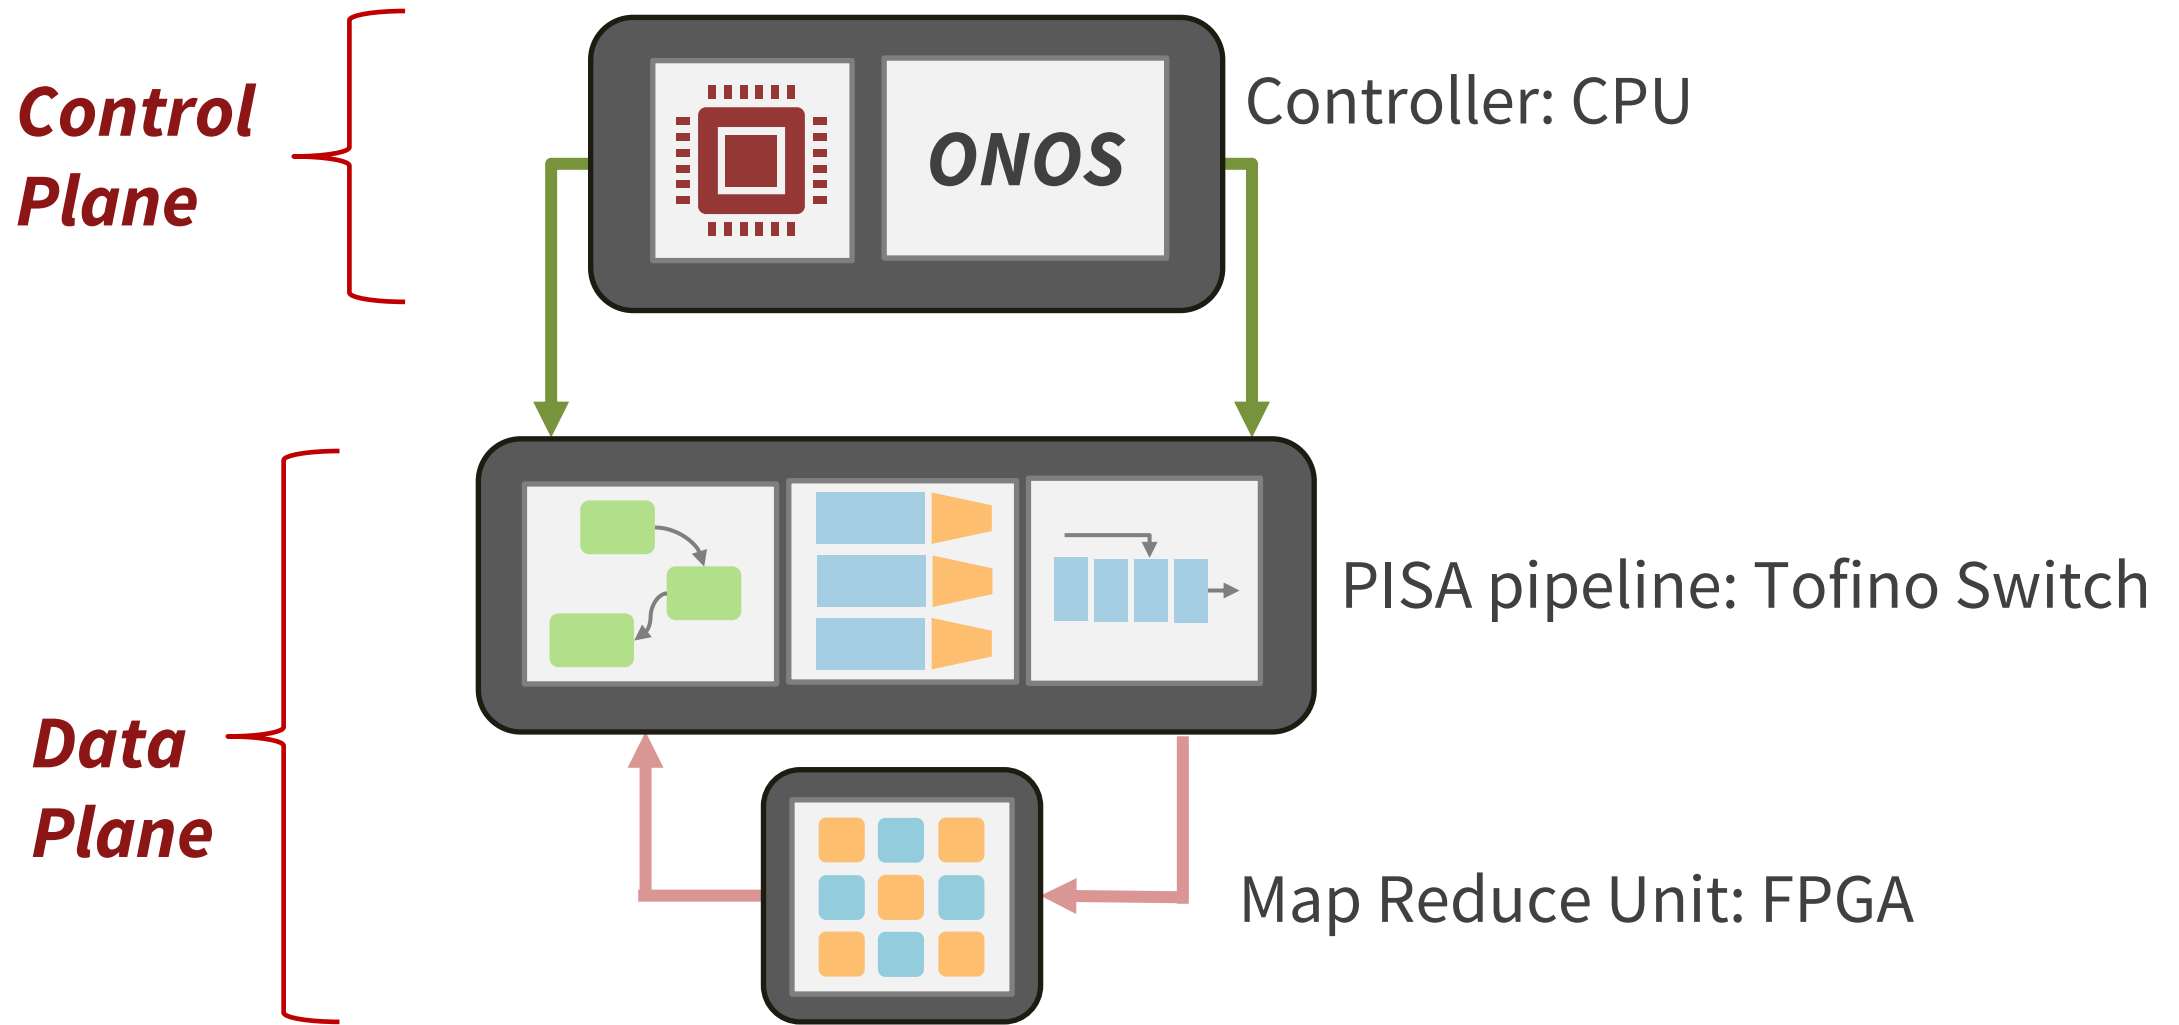 Control
Plane
ONOS
Controller: CPU
PISA pipeline: Tofino Switch
Data
Plane
Map Reduce Unit: FPGA